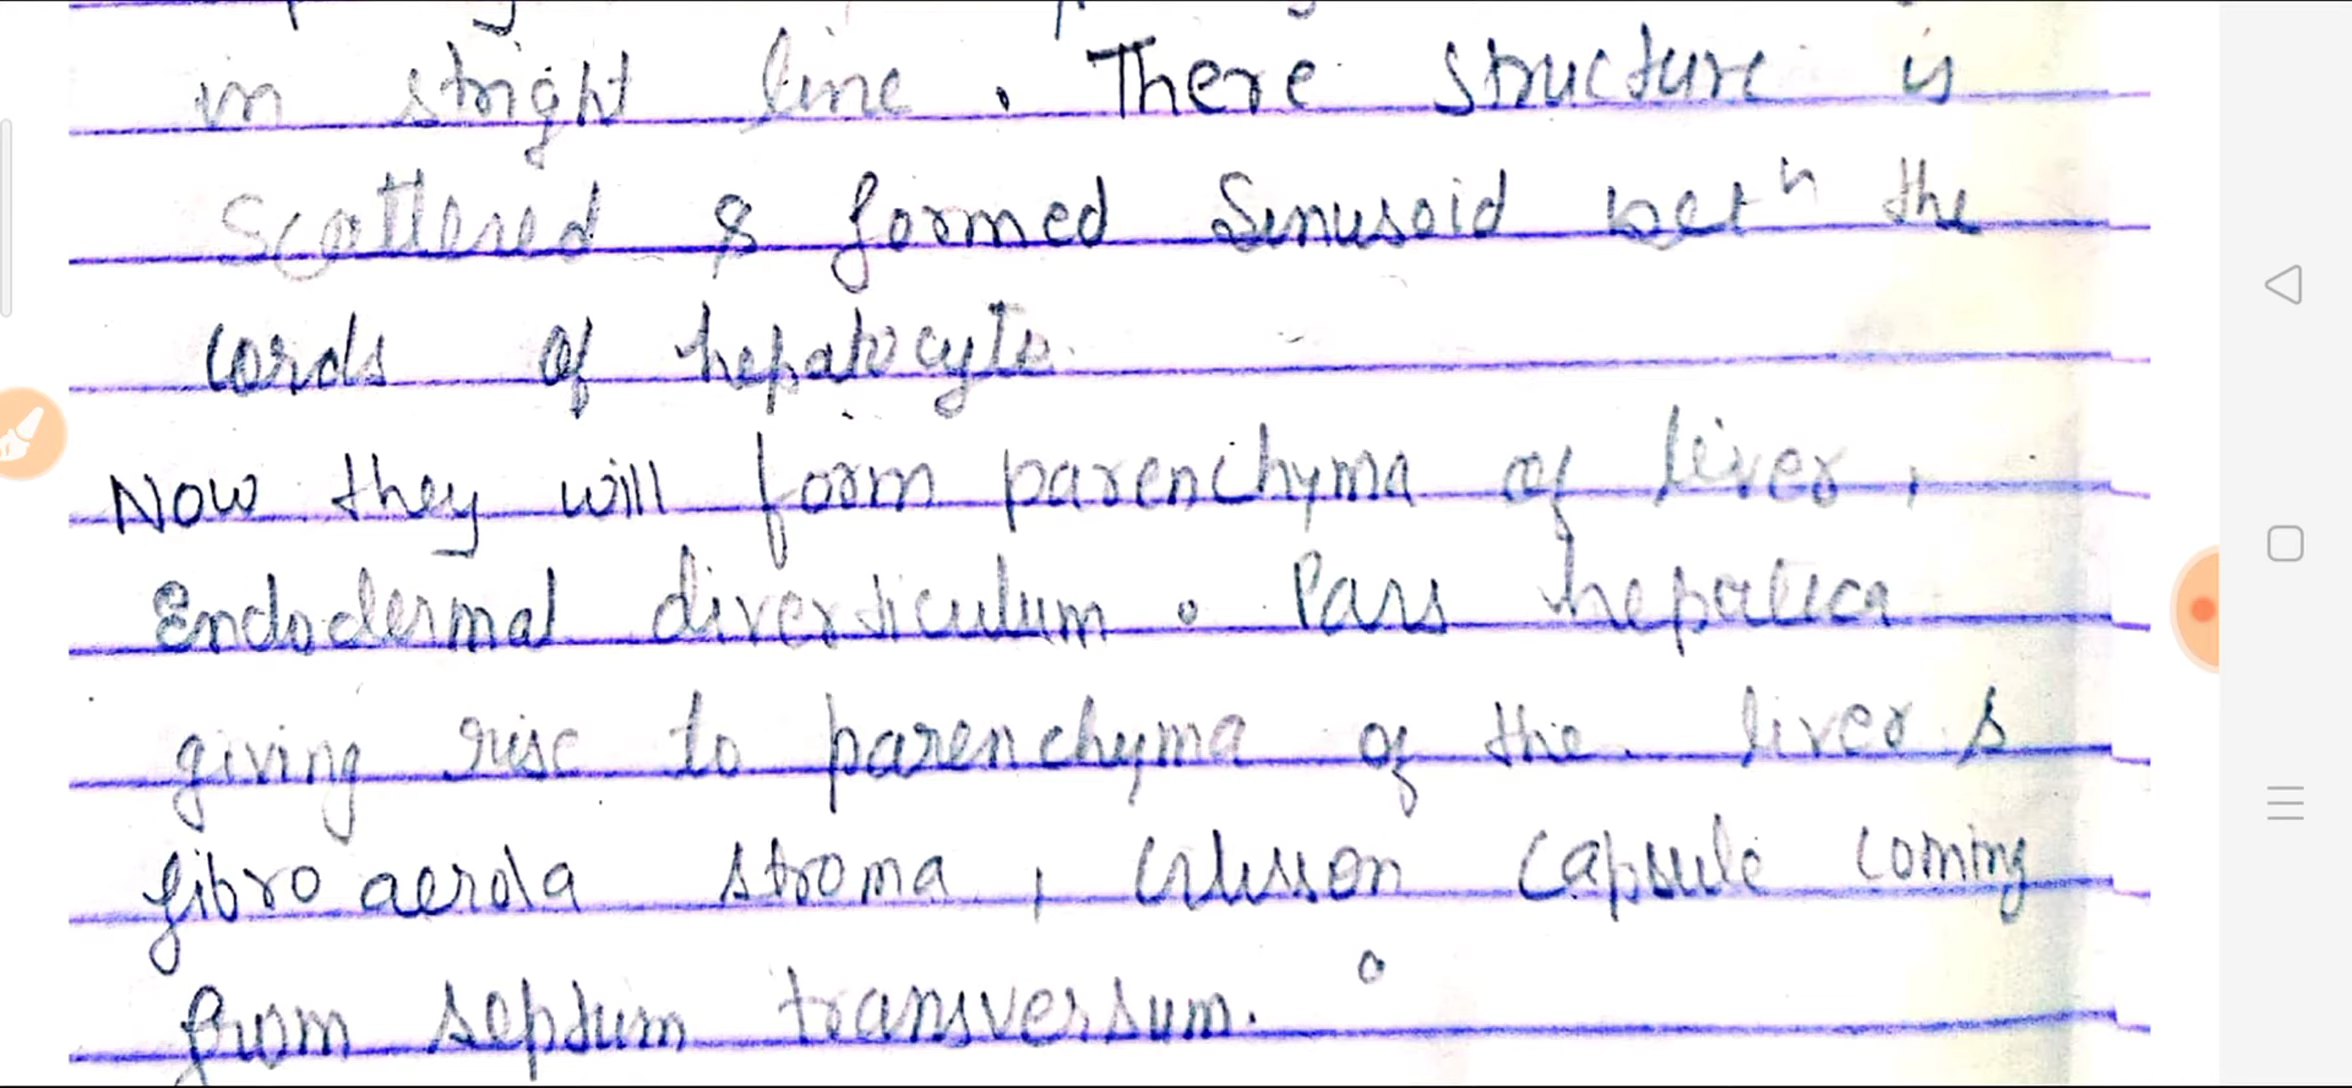 in stright line . There structure is
Scattered & formed Sinusoid betn the
cords of hepatocyte.
Now they will form parenchyma of liver ,
Endodermal diverticulum . Pars hepatica
giving rise to parenchyma of the liver &
fibro aerola stroma , Glisson capsule coming
from septum transversum.